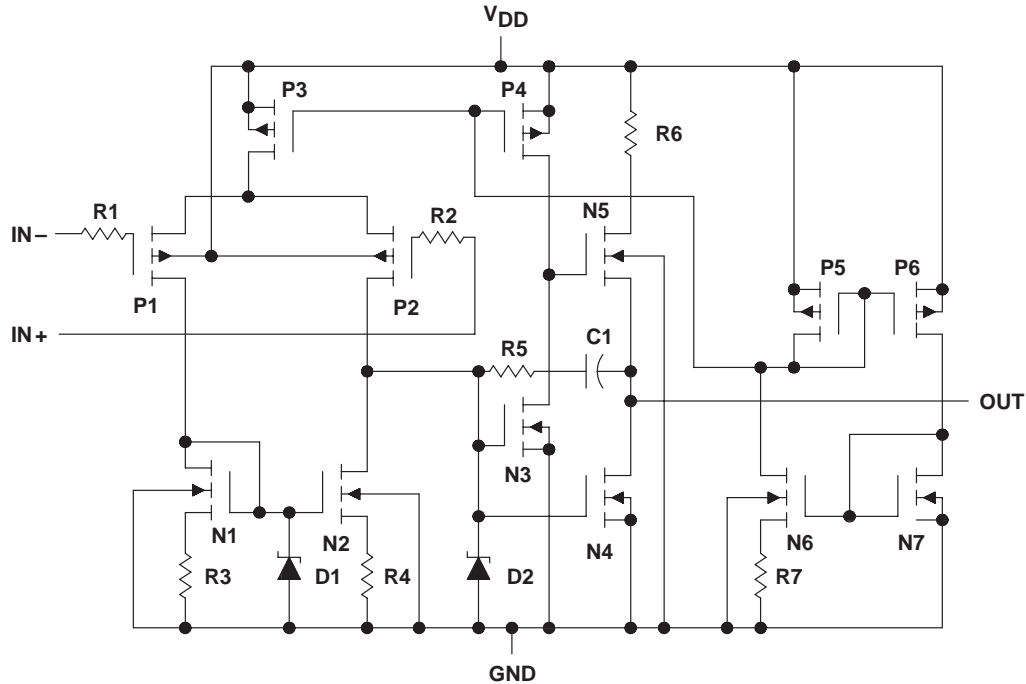 VDD
P3
P4
R6
R1
R2
N5
IN−
P5
P6
P1
P2
IN+
R5
C1
OUT
N3
N1
N2
N4
N6
N7
R3
D1
R4
D2
R7
GND